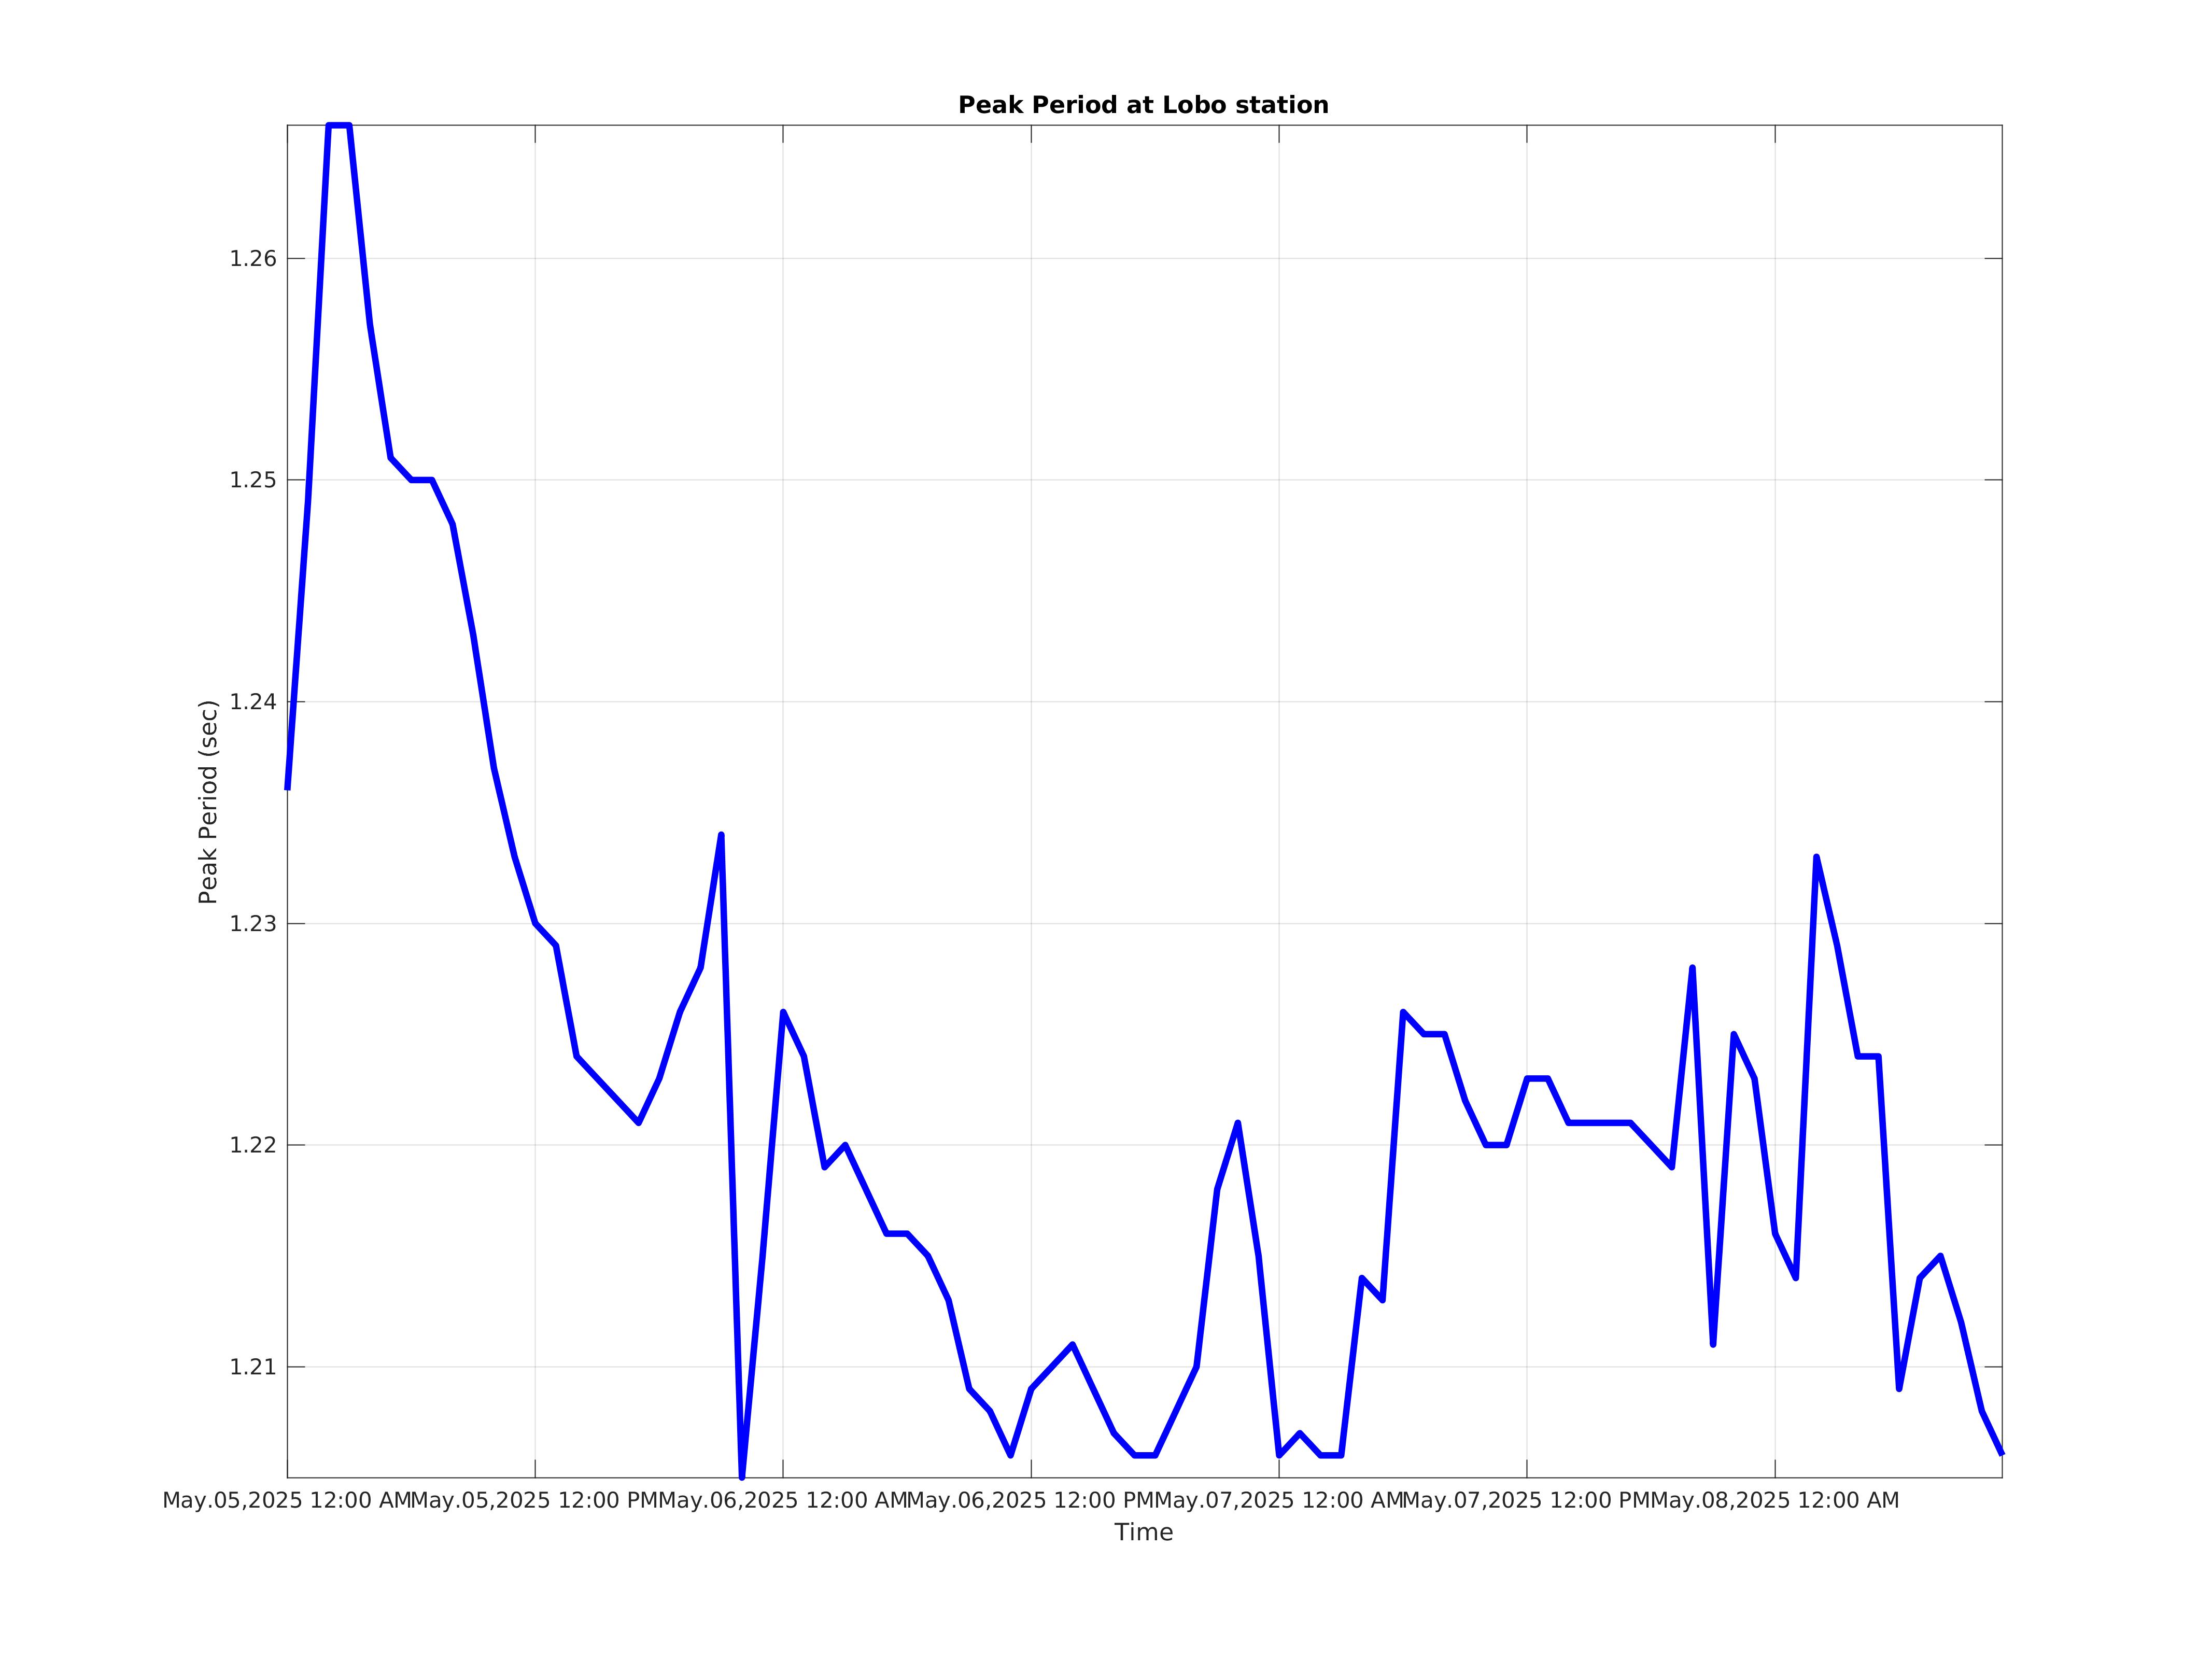 Peak Period at Lobo station
1.26
1.25
1.24
1.23
1.22
1.21
Peak Period (sec)
May.05,2025 12:00 AM May.05,2025 12:00 PM May.06,2025 12:00 AM May.06,2025 12:00 PM May.07,2025 12:00 AM May.07,2025 12:00 PM May.08,2025 12:00 AM
Time